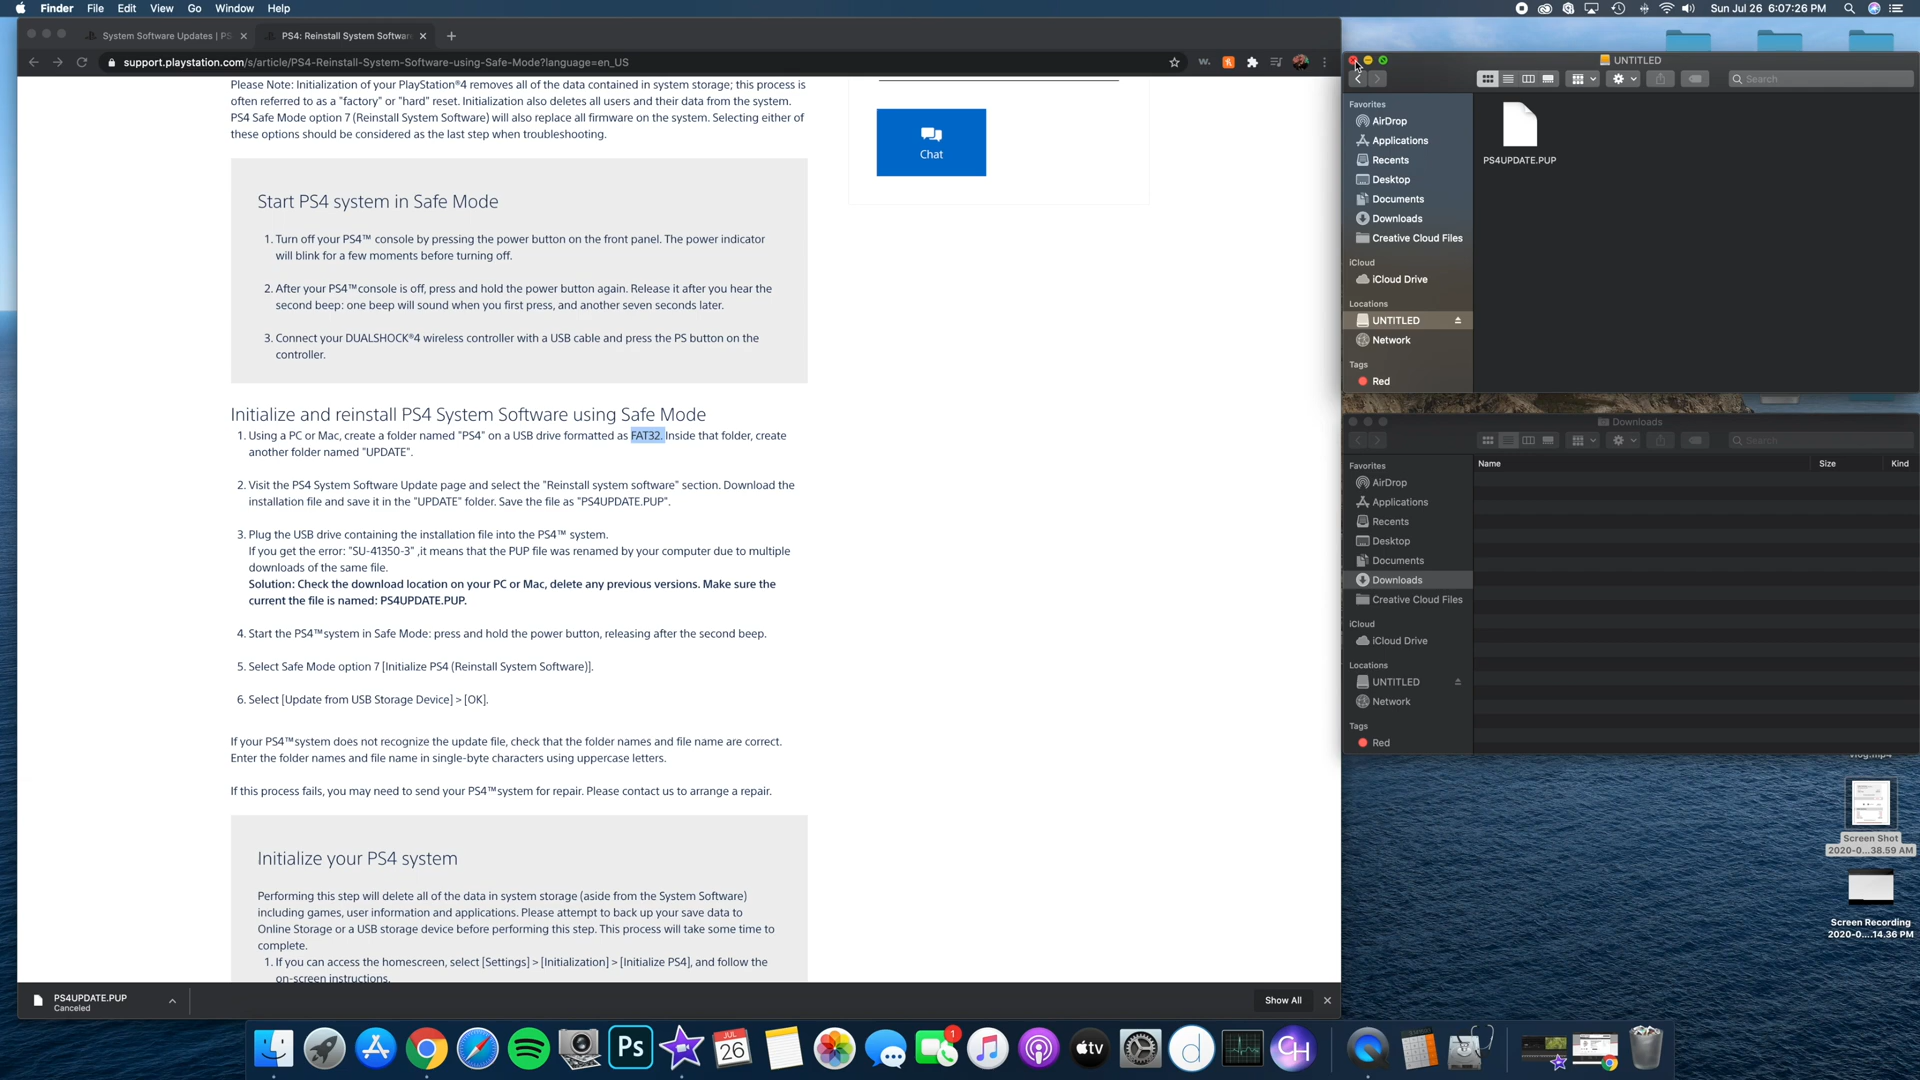 Finder File Edit View Go Window Help
Sun Jul 26 6:07:26 PM
System Software Updates | PS
PS4: Reinstall System Software
support.playstation.com/s/article/PS4-Reinstall-System-Software-using-Safe-Mode?language=en_US
Please Note: Initialization of your PlayStation®4 removes all of the data contained in system storage; this process is
often referred to as a "factory" or "hard" reset. Initialization also deletes all users and their data from the system.
PS4 Safe Mode option 7 (Reinstall System Software) will also replace all firmware on the system. Selecting either of
these options should be considered as the last step when troubleshooting.
Chat
Start PS4 system in Safe Mode
1. Turn off your PS4™ console by pressing the power button on the front panel. The power indicator
will blink for a few moments before turning off.
2. After your PS4™console is off, press and hold the power button again. Release it after you hear the
second beep: one beep will sound when you first press, and another seven seconds later.
3. Connect your DUALSHOCK®4 wireless controller with a USB cable and press the PS button on the
controller.
Initialize and reinstall PS4 System Software using Safe Mode
1. Using a PC or Mac, create a folder named "PS4" on a USB drive formatted as FAT32. Inside that folder, create
another folder named "UPDATE".
2. Visit the PS4 System Software Update page and select the "Reinstall system software" section. Download the
installation file and save it in the "UPDATE" folder. Save the file as "PS4UPDATE.PUP".
3. Plug the USB drive containing the installation file into the PS4™ system.
If you get the error: "SU-41350-3" ,it means that the PUP file was renamed by your computer due to multiple
downloads of the same file.
Solution: Check the download location on your PC or Mac, delete any previous versions. Make sure the
current the file is named: PS4UPDATE.PUP.
4. Start the PS4™system in Safe Mode: press and hold the power button, releasing after the second beep.
5. Select Safe Mode option 7 [Initialize PS4 (Reinstall System Software)].
6. Select [Update from USB Storage Device] > [OK].
If your PS4™system does not recognize the update file, check that the folder names and file name are correct.
Enter the folder names and file name in single-byte characters using uppercase letters.
If this process fails, you may need to send your PS4™system for repair. Please contact us to arrange a repair.
Initialize your PS4 system
Performing this step will delete all of the data in system storage (aside from the System Software)
including games, user information and applications. Please attempt to back up your save data to
Online Storage or a USB storage device before performing this step. This process will take some time to
complete.
1. If you can access the homescreen, select [Settings] > [Initialization] > [Initialize PS4], and follow the
on-screen instructions.
PS4UPDATE.PUP
Canceled
Show All
UNTITLED
Search
Favorites
AirDrop
Applications
Recents
Desktop
Documents
Downloads
Creative Cloud Files
iCloud
iCloud Drive
Locations
UNTITLED
Network
Tags
Red
PS4UPDATE.PUP
Downloads
Search
Name Size Kind
Favorites
AirDrop
Applications
Recents
Desktop
Documents
Downloads
Creative Cloud Files
iCloud
iCloud Drive
Locations
UNTITLED
Network
Tags
Red
vlog.mp4
Screen Shot
2020-0...38.59 AM
Screen Recording
2020-0....14.36 PM
Ps
JUL
26
1
tv
d
CH